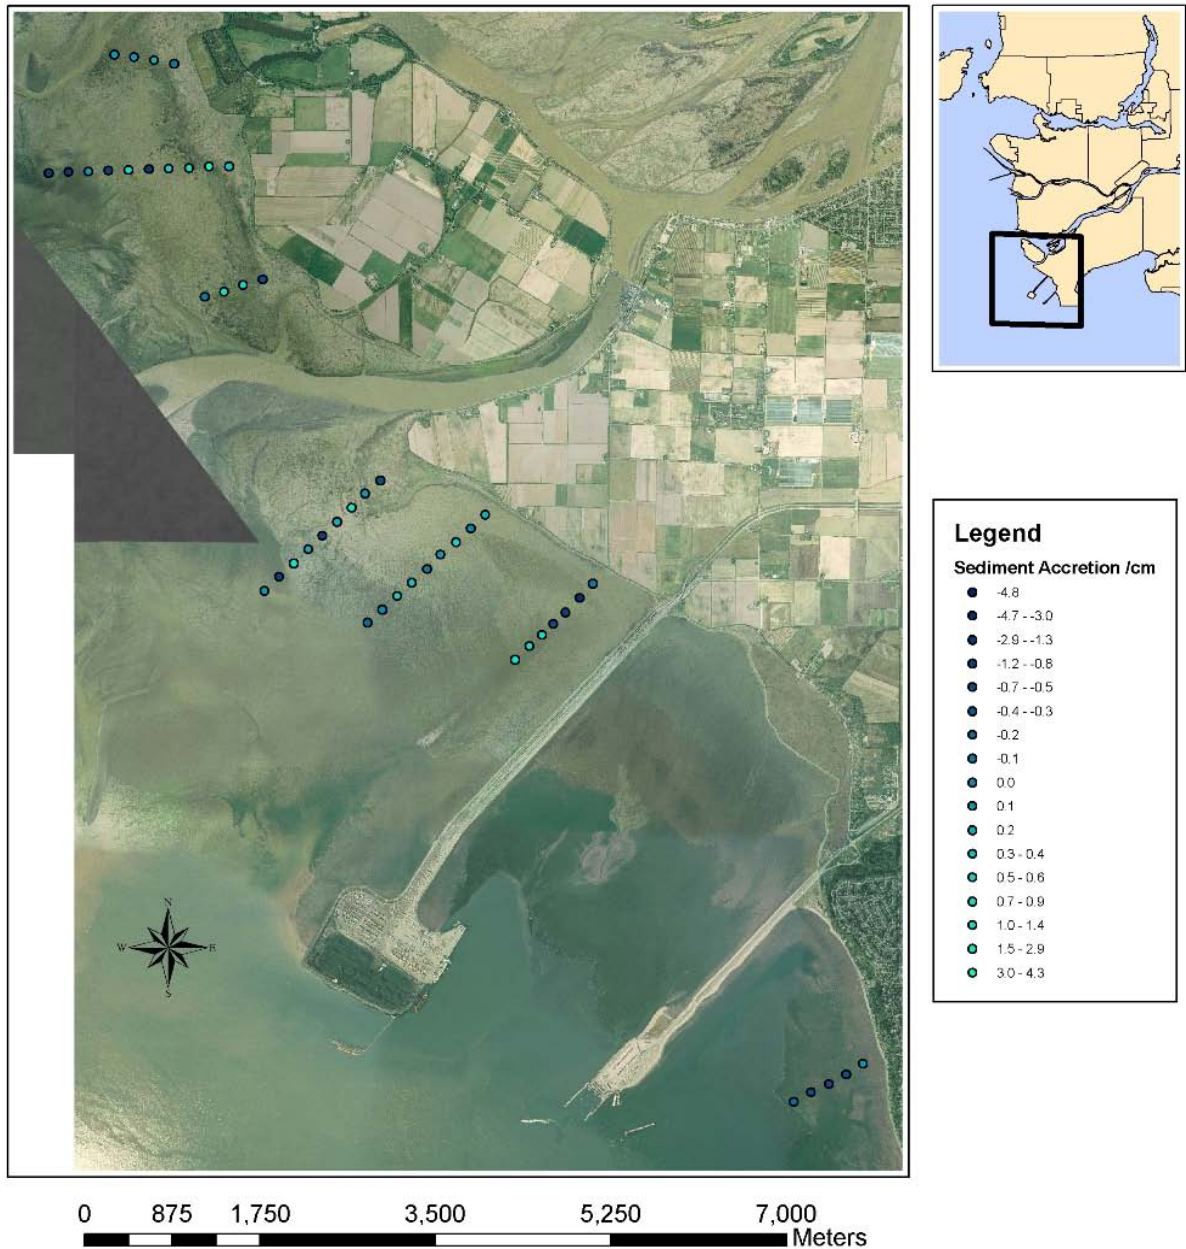 N
W E
S
Legend
Sediment Accretion /cm
-4.8
-4.7 - -3.0
-2.9 - -1.3
-1.2 - -0.8
-0.7 - -0.5
-0.4 - -0.3
-0.2
-0.1
0.0
0.1
0.2
0.3 - 0.4
0.5 - 0.6
0.7 - 0.9
1.0 - 1.4
1.5 - 2.9
3.0 - 4.3
0 875 1,750 3,500 5,250 7,000
Meters